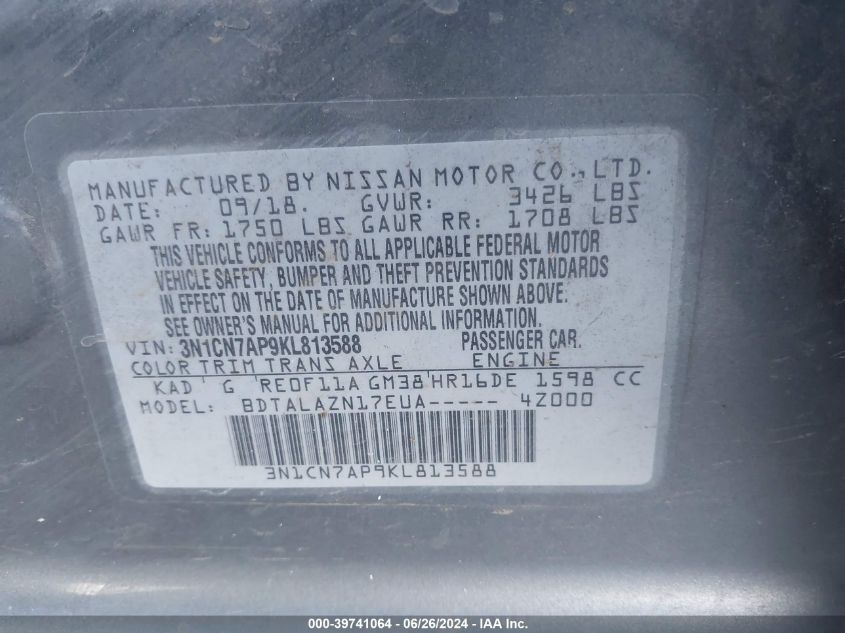 MANUFACTURED BY NISSAN MOTOR CO.,LTD.
DATE: 09/18. GVWR: 3426 LBS
GAWR FR: 1750 LBS GAWR RR: 1708 LBS
THIS VEHICLE CONFORMS TO ALL APPLICABLE FEDERAL MOTOR
VEHICLE SAFETY, BUMPER AND THEFT PREVENTION STANDARDS
IN EFFECT ON THE DATE OF MANUFACTURE SHOWN ABOVE.
SEE OWNER'S MANUAL FOR ADDITIONAL INFORMATION.
VIN: 3N1CN7AP9KL813588 PASSENGER CAR.
COLOR TRIM TRANS AXLE ENGINE
KAD G RE0F11A GM38 HR16DE 1598 CC
MODEL: BDTALAZN17EUA----- 4Z000
3N1CN7AP9KL813588
000-39741064 / 06/26/2024 - IAA Inc.